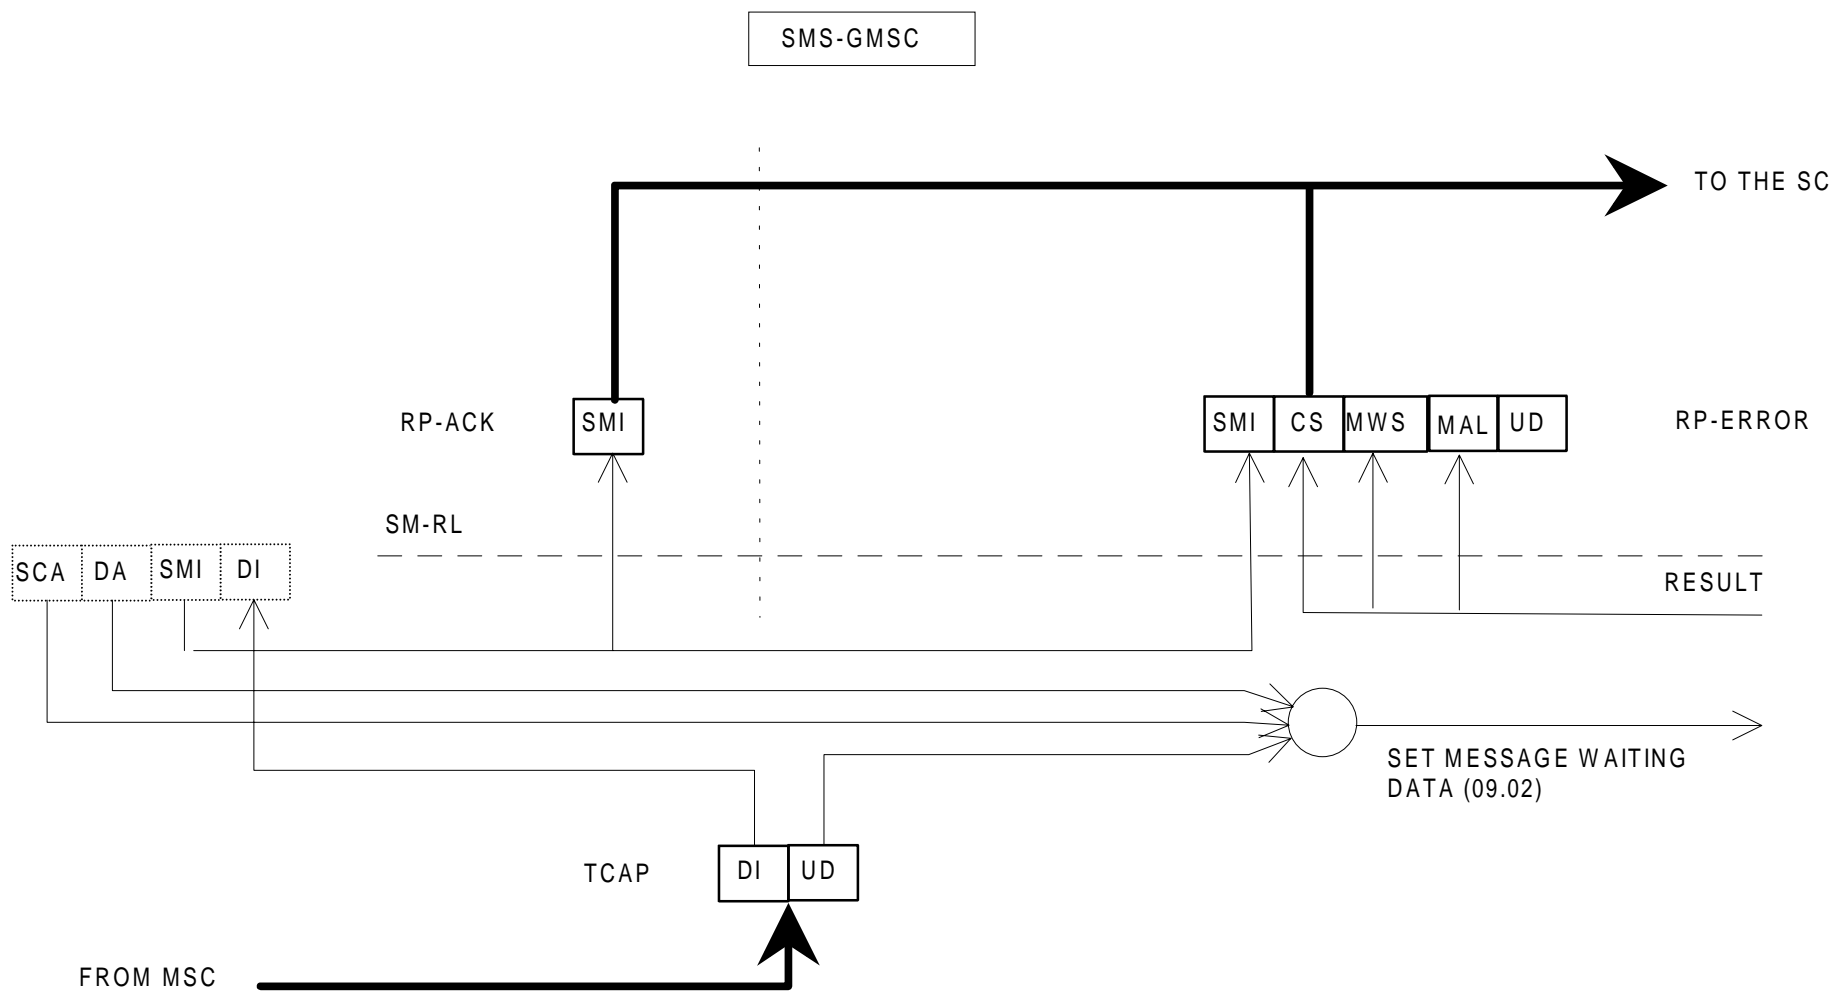 SMS-GMSC
TO THE SC
RP-ACK
SMI
SMI
CS
MWS
MAL
UD
RP-ERROR
SM-RL
SCA
DA
SMI
DI
RESULT
SET MESSAGE WAITING
DATA (09.02)
TCAP
DI
UD
FROM MSC